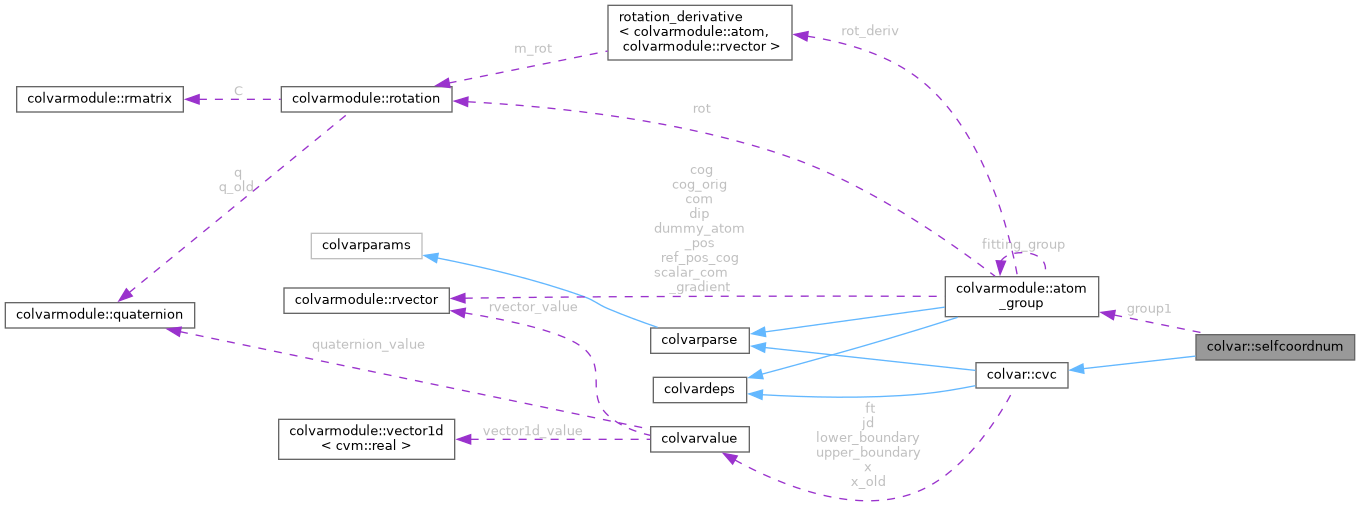 rotation_derivative
< colvarmodule::atom,
colvarmodule::rvector >
rot_deriv
m_rot
colvarmodule::rmatrix
C
colvarmodule::rotation
rot
q
q_old
cog
cog_orig
com
dip
dummy_atom
_pos
ref_pos_cog
scalar_com
_gradient
colvarparams
fitting_group
colvarmodule::atom
_group
colvarmodule::rvector
rvector_value
colvarmodule::quaternion
group1
colvar::selfcoordnum
colvarparse
quaternion_value
colvar::cvc
colvardeps
ft
jd
lower_boundary
upper_boundary
x
x_old
colvarmodule::vector1d
< cvm::real >
vector1d_value
colvarvalue